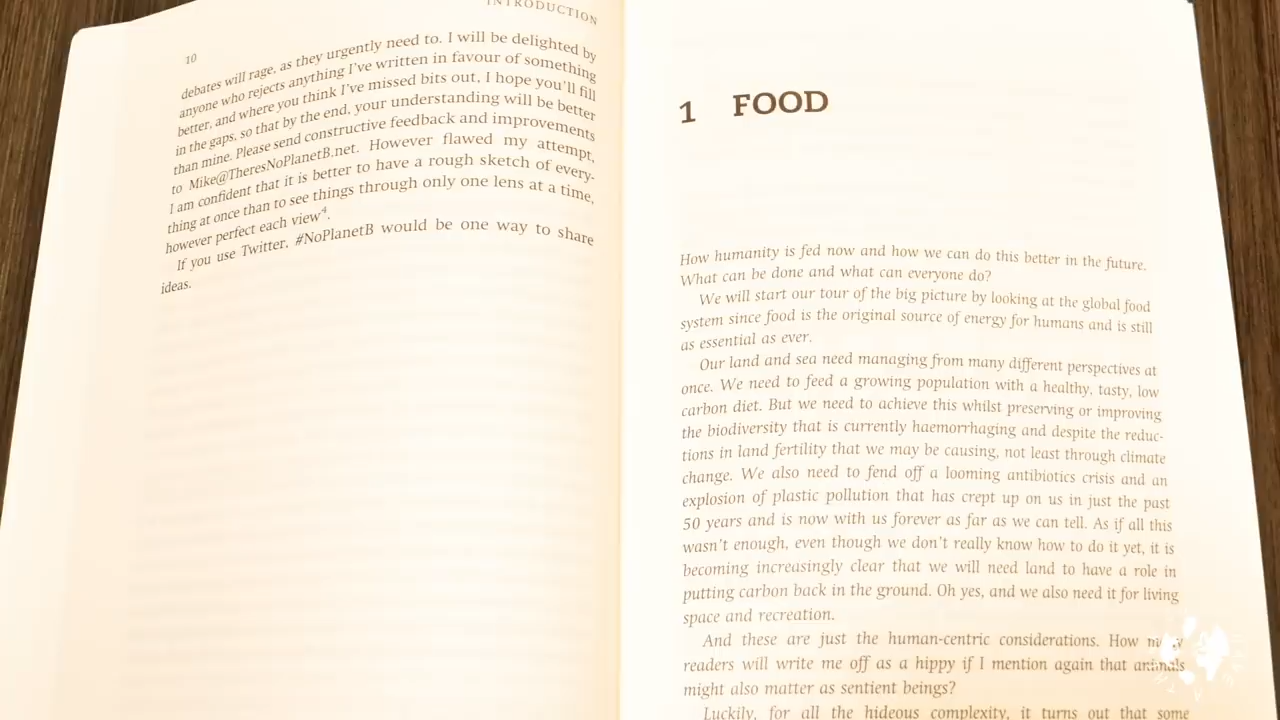 INTRODUCTION
10
debates will rage, as they urgently need to. I will be delighted by
anyone who rejects anything I've written in favour of something
better, and where you think I've missed bits out, I hope you'll fill
in the gaps, so that by the end, your understanding will be better
than mine. Please send constructive feedback and improvements
to Mike@TheresNoPlanetB.net. However flawed my attempt,
I am confident that it is better to have a rough sketch of every-
thing at once than to see things through only one lens at a time,
however perfect each view4.
If you use Twitter, #NoPlanetB would be one way to share
ideas.
1 FOOD
How humanity is fed now and how we can do this better in the future.
What can be done and what can everyone do?
We will start our tour of the big picture by looking at the global food
system since food is the original source of energy for humans and is still
as essential as ever.
Our land and sea need managing from many different perspectives at
once. We need to feed a growing population with a healthy, tasty, low
carbon diet. But we need to achieve this whilst preserving or improving
the biodiversity that is currently haemorrhaging and despite the reduc-
tions in land fertility that we may be causing, not least through climate
change. We also need to fend off a looming antibiotics crisis and an
explosion of plastic pollution that has crept up on us in just the past
50 years and is now with us forever as far as we can tell. As if all this
wasn't enough, even though we don't really know how to do it yet, it is
becoming increasingly clear that we will need land to have a role in
putting carbon back in the ground. Oh yes, and we also need it for living
space and recreation.
And these are just the human-centric considerations. How many
readers will write me off as a hippy if I mention again that animals
might also matter as sentient beings?
Luckily, for all the hideous complexity, it turns out that some